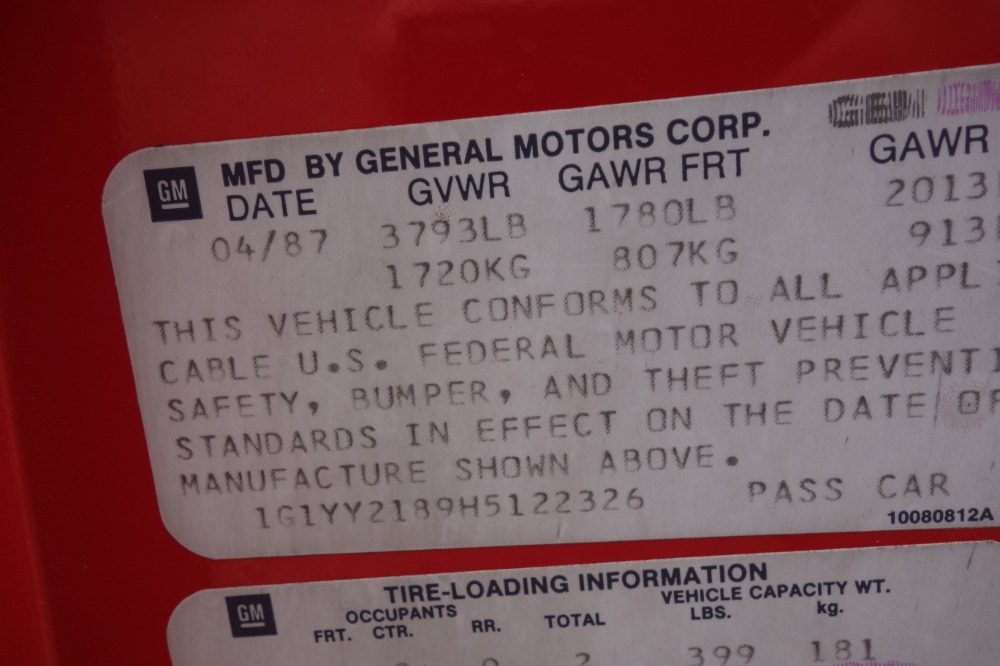 GM MFD BY GENERAL MOTORS CORP.
DATE GVWR GAWR FRT GAWR
04/87 3793LB 1780LB 2013
1720KG 807KG 913
THIS VEHICLE CONFORMS TO ALL APPLI
CABLE U.S. FEDERAL MOTOR VEHICLE
SAFETY, BUMPER, AND THEFT PREVENTI
STANDARDS IN EFFECT ON THE DATE OF
MANUFACTURE SHOWN ABOVE.
1G1YY2189H5122326 PASS CAR
10080812A
GM TIRE-LOADING INFORMATION
OCCUPANTS VEHICLE CAPACITY WT.
FRT. CTR. RR. TOTAL LBS. kg.
2 399 181